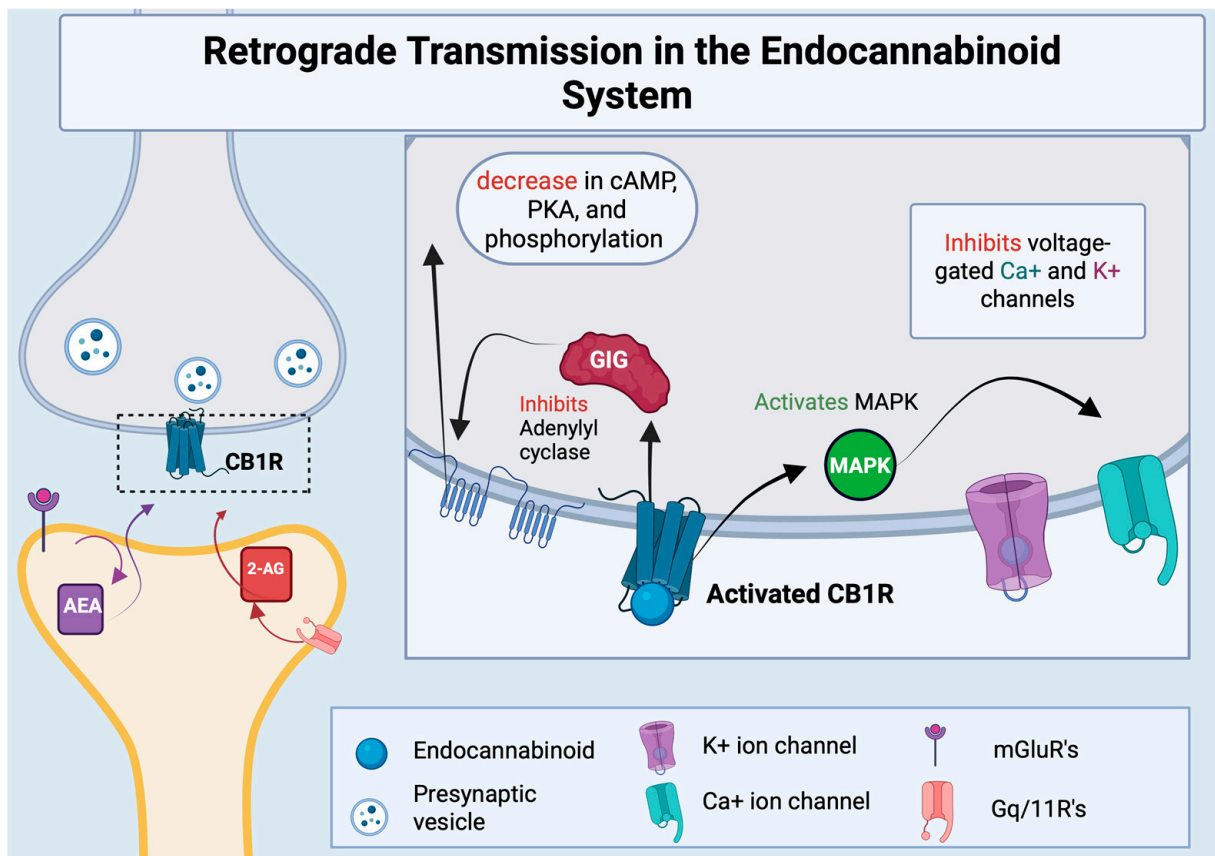 Retrograde Transmission in the Endocannabinoid
System
decrease in cAMP,
PKA, and
phosphorylation
Inhibits voltage-
gated Ca+ and K+
channels
GIG
Inhibits
Adenylyl
cyclase
Activates MAPK
MAPK
CB1R
Activated CB1R
AEA
2-AG
Endocannabinoid
Presynaptic
vesicle
K+ ion channel
Ca+ ion channel
mGluR's
Gq/11R's